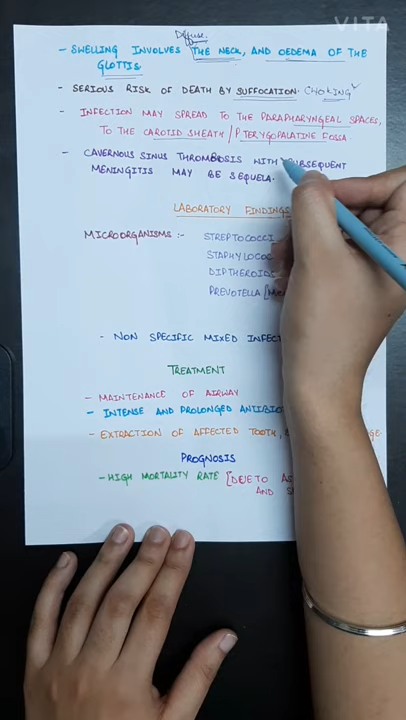 VITA
Diffuse
- SWELLING INVOLVES THE NECK, AND OEDEMA OF THE
GLOTTIS
- SERIOUS RISK OF DEATH BY SUFFOCATION. CHOKING
- INFECTION MAY SPREAD TO THE PARAPHARYNGEAL SPACES,
TO THE CAROTID SHEATH / PTERYGOPALATINE FOSSA.
- CAVERNOUS SINUS THROMBOSIS WITH SUBSEQUENT
MENINGITIS MAY BE SEQUELA.
LABORATORY FINDINGS
MICROORGANISMS :- STREPTOCOCCI
STAPHYLOCOC
DIPTHEROIDS
PREVOTELLA
- NON SPECIFIC MIXED INFECT
TREATMENT
- MAINTENANCE OF AIRWAY
- INTENSE AND PROLONGED ANTIBIO
- EXTRACTION OF AFFECTED TOOTH,
PROGNOSIS
- HIGH MORTALITY RATE [DUE TO AS
AND S